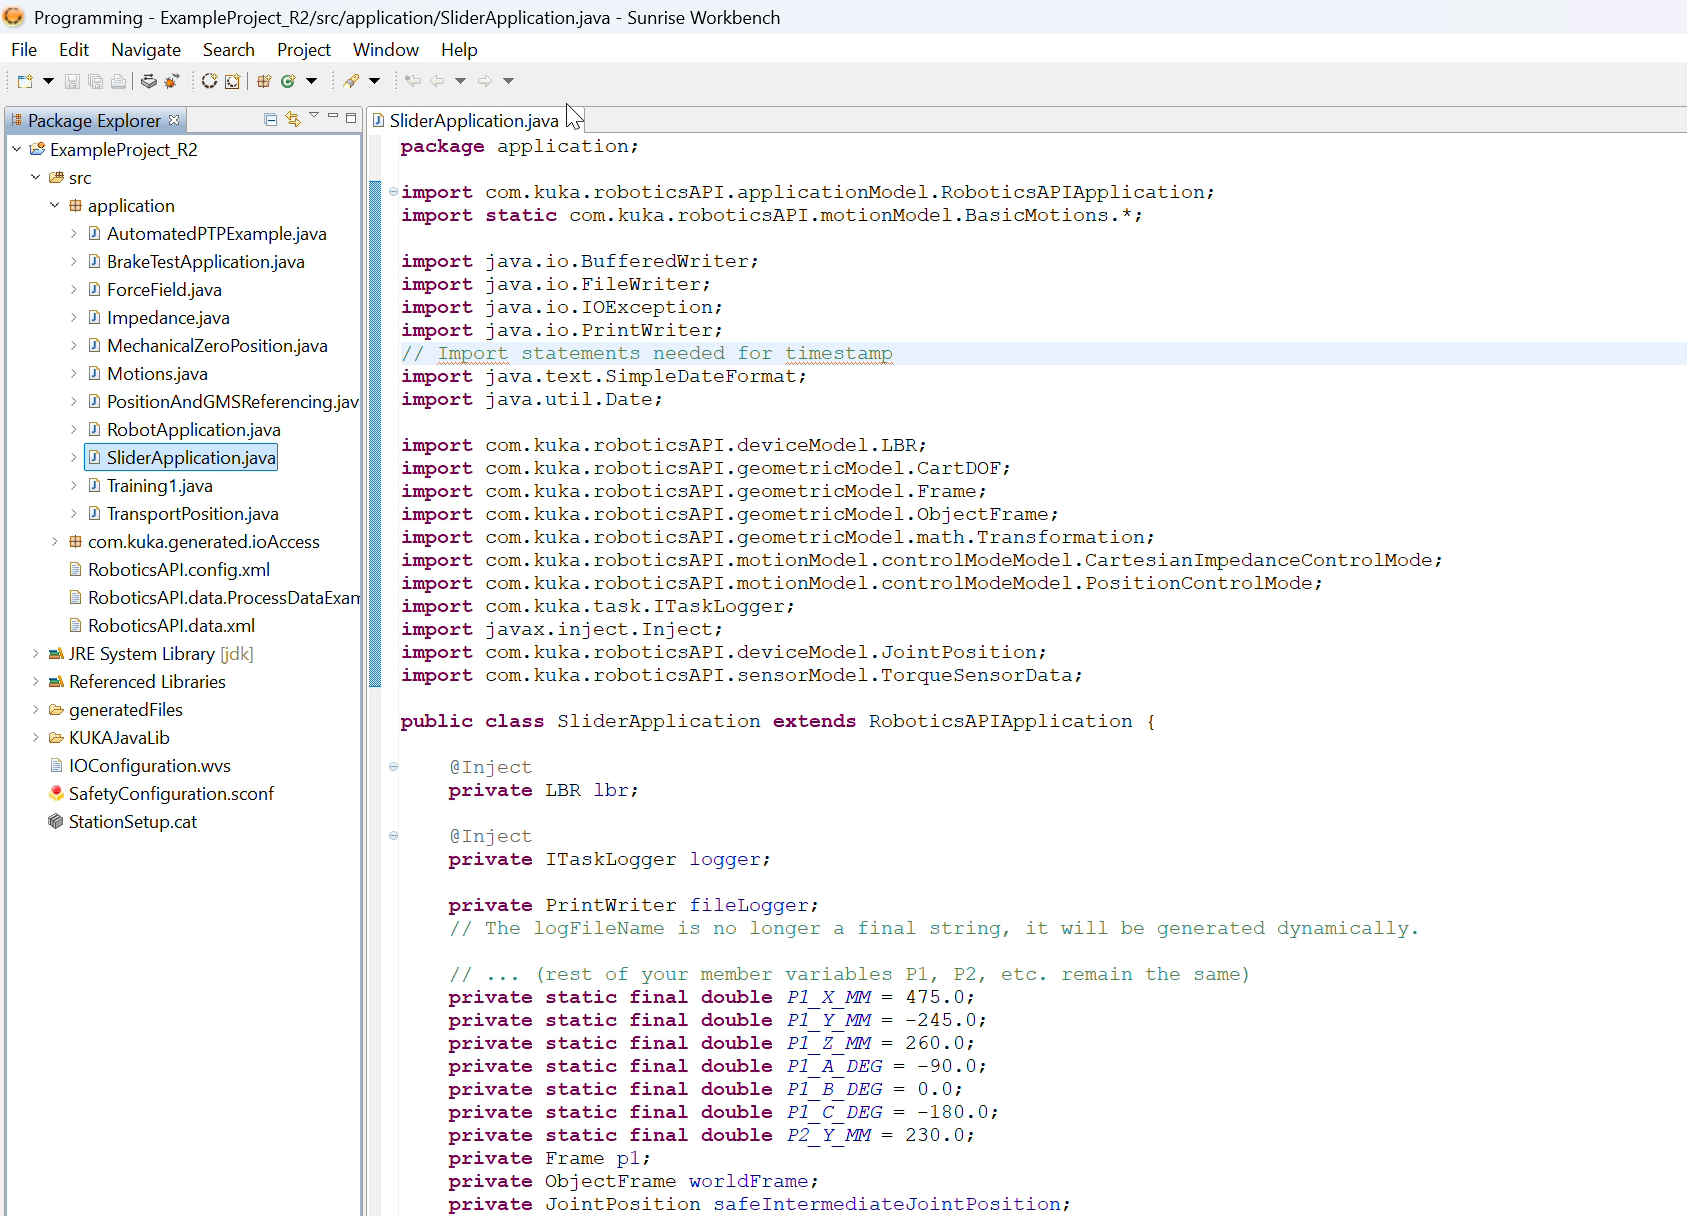 Programming - ExampleProject_R2/src/application/SliderApplication.java - Sunrise Workbench
File Edit Navigate Search Project Window Help
Package Explorer
ExampleProject_R2
src
application
AutomatedPTPExample.java
BrakeTestApplication.java
ForceField.java
Impedance.java
MechanicalZeroPosition.java
Motions.java
PositionAndGMSReferencing.jav
RobotApplication.java
SliderApplication.java
Training1.java
TransportPosition.java
com.kuka.generated.ioAccess
RoboticsAPI.config.xml
RoboticsAPI.data.ProcessDataExam
RoboticsAPI.data.xml
JRE System Library [jdk]
Referenced Libraries
generatedFiles
KUKAJavaLib
IOConfiguration.wvs
SafetyConfiguration.sconf
StationSetup.cat
SliderApplication.java
package application;
import com.kuka.roboticsAPI.applicationModel.RoboticsAPIApplication;
import static com.kuka.roboticsAPI.motionModel.BasicMotions.*;
import java.io.BufferedWriter;
import java.io.FileWriter;
import java.io.IOException;
import java.io.PrintWriter;
// Import statements needed for timestamp
import java.text.SimpleDateFormat;
import java.util.Date;
import com.kuka.roboticsAPI.deviceModel.LBR;
import com.kuka.roboticsAPI.geometricModel.CartDOF;
import com.kuka.roboticsAPI.geometricModel.Frame;
import com.kuka.roboticsAPI.geometricModel.ObjectFrame;
import com.kuka.roboticsAPI.geometricModel.math.Transformation;
import com.kuka.roboticsAPI.motionModel.controlModeModel.CartesianImpedanceControlMode;
import com.kuka.roboticsAPI.motionModel.controlModeModel.PositionControlMode;
import com.kuka.task.ITaskLogger;
import javax.inject.Inject;
import com.kuka.roboticsAPI.deviceModel.JointPosition;
import com.kuka.roboticsAPI.sensorModel.TorqueSensorData;
public class SliderApplication extends RoboticsAPIApplication {
@Inject
private LBR lbr;
@Inject
private ITaskLogger logger;
private PrintWriter fileLogger;
// The logFileName is no longer a final string, it will be generated dynamically.
// ... (rest of your member variables P1, P2, etc. remain the same)
private static final double P1_X_MM = 475.0;
private static final double P1_Y_MM = -245.0;
private static final double P1_Z_MM = 260.0;
private static final double P1_A_DEG = -90.0;
private static final double P1_B_DEG = 0.0;
private static final double P1_C_DEG = -180.0;
private static final double P2_Y_MM = 230.0;
private Frame p1;
private ObjectFrame worldFrame;
private JointPosition safeIntermediateJointPosition;